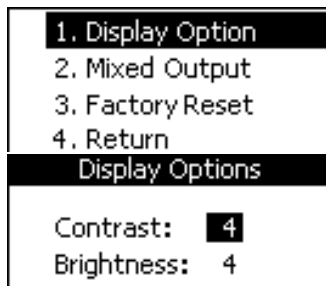 1. Display Option
2. Mixed Output
3. Factory Reset
4. Return
Display Options
Contrast: 4
Brightness: 4